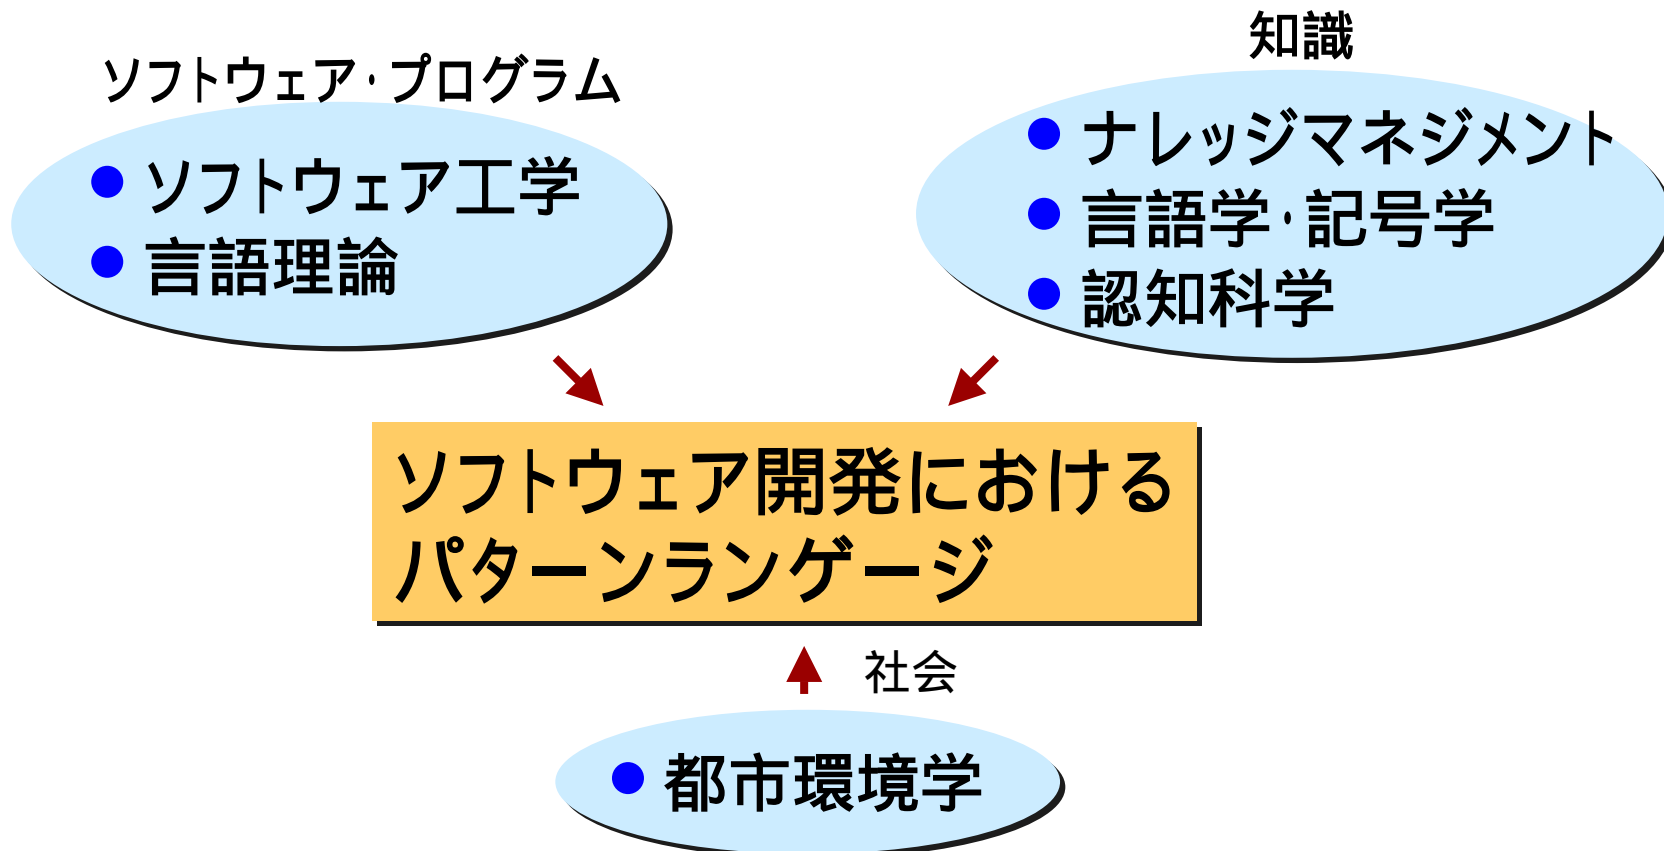 ソフトウェア・プログラム
ソフトウェア工学
言語理論
知識
ナレッジマネジメント
言語学・記号学
認知科学
ソフトウェア開発における
パターンランゲージ
社会
都市環境学